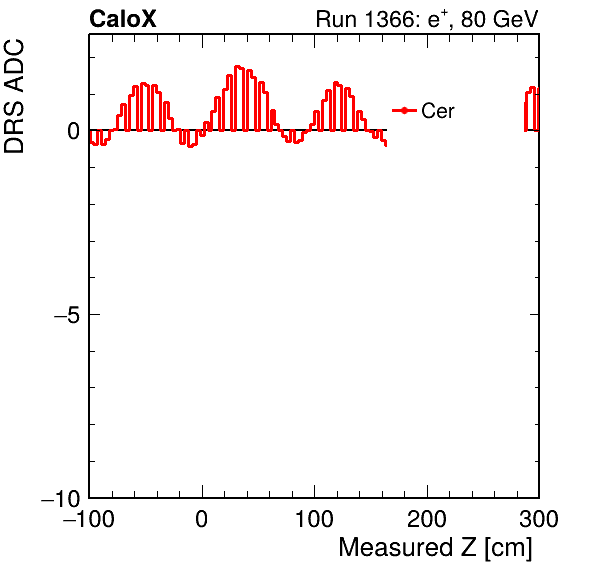 CaloX Run 1366: e⁺, 80 GeV
DRS ADC
Cer
0
−5
−10
−100 0 100 200 300
Measured Z [cm]